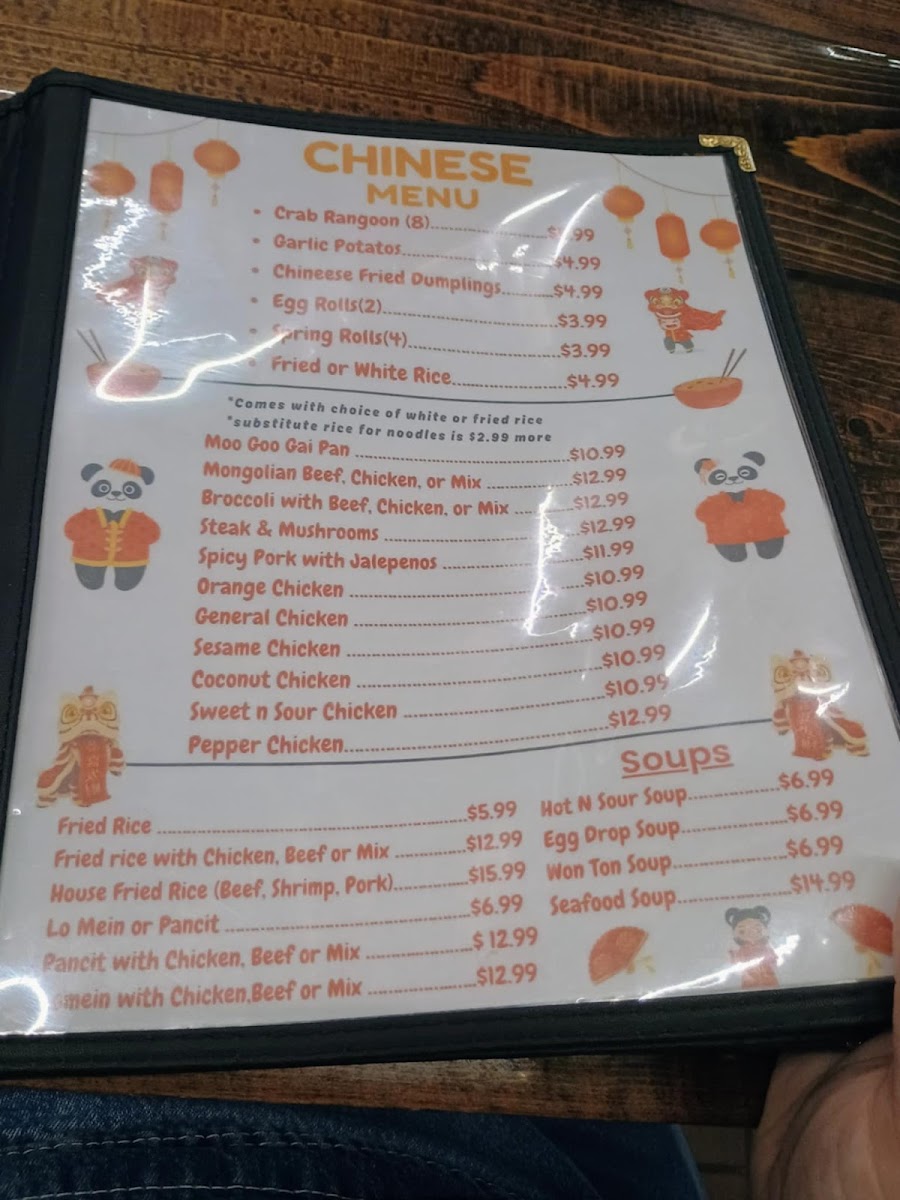 CHINESE
MENU
• Crab Rangoon (8)..................
• Garlic Potatos..................$4.99
• Chineese Fried Dumplings..........$4.99
• Egg Rolls(2)..................$3.99
• Spring Rolls(4)..................$3.99
• Fried or White Rice..................$4.99
*Comes with choice of white or fried rice
*substitute rice for noodles is $2.99 more
Moo Goo Gai Pan ..................$10.99
Mongolian Beef, Chicken, or Mix ..................$12.99
Broccoli with Beef, Chicken, or Mix ..................$12.99
Steak & Mushrooms ..................$12.99
Spicy Pork with Jalepenos ..................$11.99
Orange Chicken ..................$10.99
General Chicken ..................$10.99
Sesame Chicken ..................$10.99
Coconut Chicken ..................$10.99
Sweet n Sour Chicken ..................$10.99
Pepper Chicken..................$12.99
Fried Rice ..................$5.99
Fried rice with Chicken, Beef or Mix ..........$12.99
House Fried Rice (Beef, Shrimp, Pork)..........$15.99
Lo Mein or Pancit ..................$6.99
Pancit with Chicken, Beef or Mix ..........$ 12.99
with Chicken,Beef or Mix ..........$12.99
Soups
Hot N Sour Soup..........$6.99
Egg Drop Soup..........$6.99
Won Ton Soup..........$6.99
Seafood Soup..........$14.99